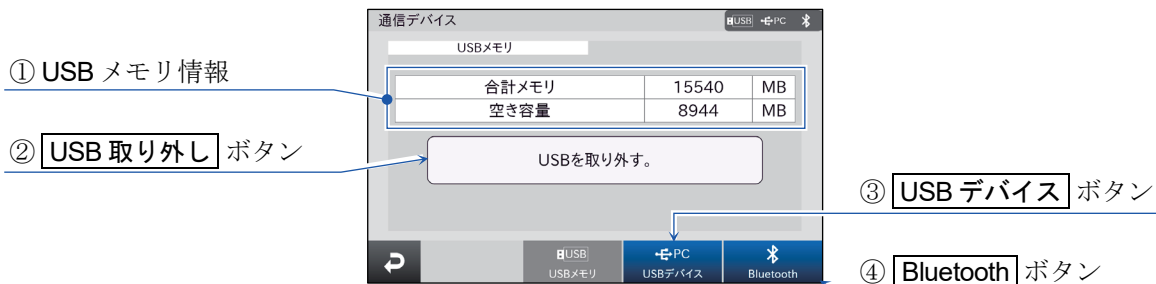 通信デバイス
USB PC
USBメモリ
① USB メモリ情報
合計メモリ 15540 MB
空き容量 8944 MB
② USB 取り外し ボタン
USBを取り外す。
③ USB デバイス ボタン
USB
USBメモリ
PC
USBデバイス
Bluetooth
④ Bluetooth ボタン